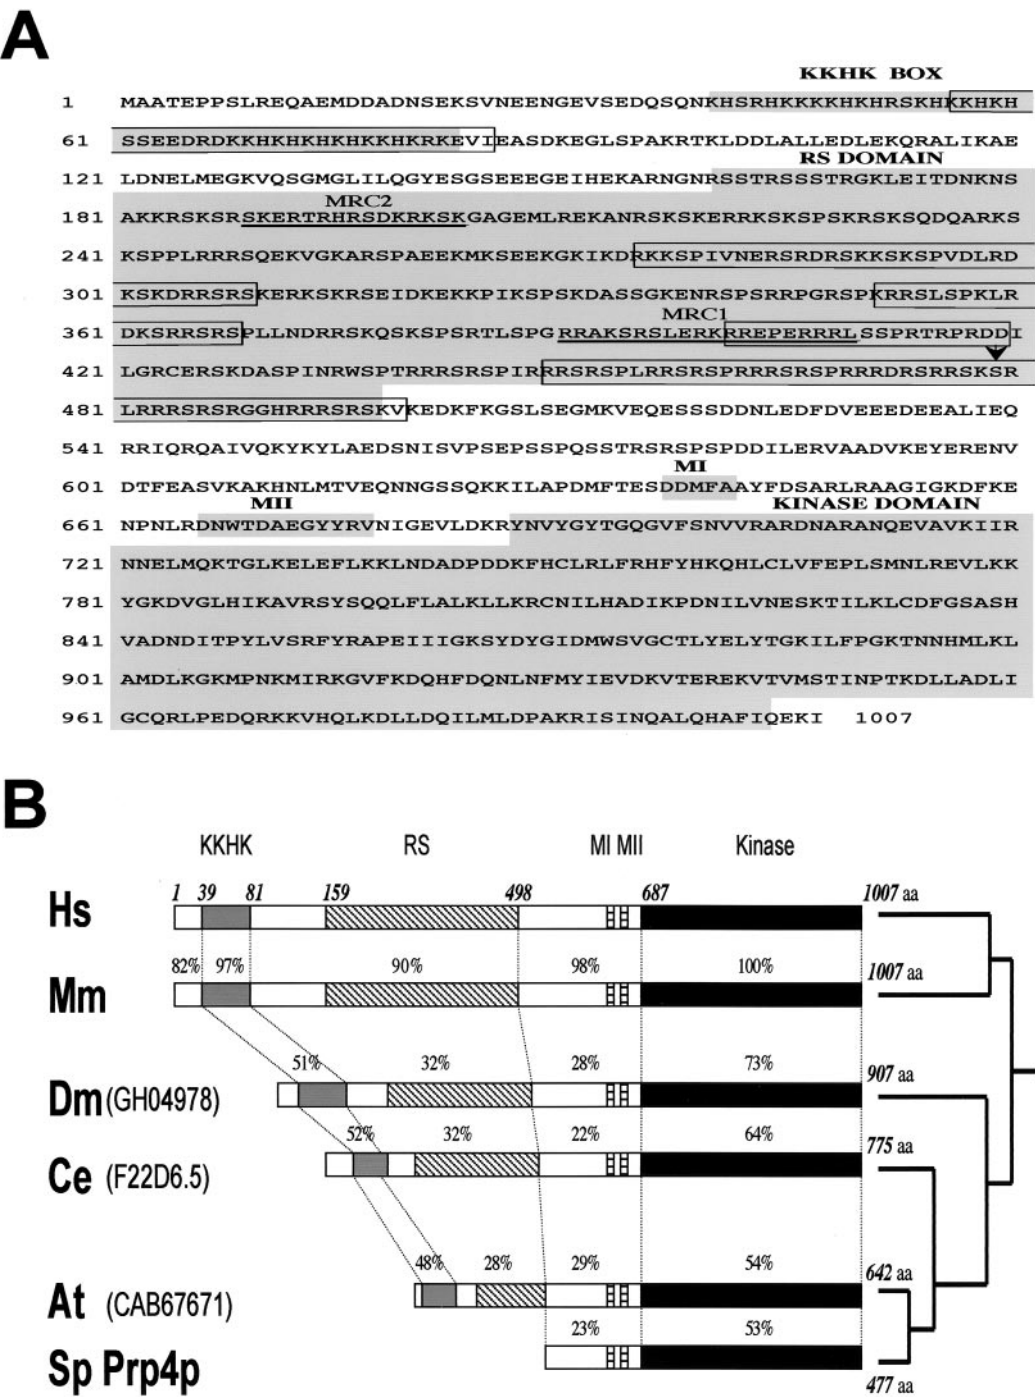 A
KKHK BOX
1 MAATEPPSLREQAEMDDADNSEKSVNEENGEVSEDQSQNKHSRHKKKKHKHRSKHKKHKH
61 SSEEDRDKKHKHKHKHKKHKRKEVIEASDKEGLSPAKRTKLDDLALLEDLEKQRALIKAE
RS DOMAIN
121 LDNELMEGKVQSGMGLILQGYESGSEEEGEIHEKARNGNRSSTRSSSTRGKLEITDNKNS
MRC2
181 AKKRSKSRSKERTRHRSDKRKSKGAGEMLREKANRSKSKERRKSKSPSKRSKSQDQARKS
241 KSPPLRRRSQEKVGKARSPAEEKMKSEEKGKIKDRKKSPIVNERSRDRSKKSKSPVDLRD
301 KSKDRRSRSKERKSKRSEIDKEKKPIKSPSKDASSGKENRSPSRRPGRSPKRRSLSPKLR
MRC1
361 DKSRRSRSPLLNDRRSKQSKSPSRTLSPGRRAKSRSLERKRREPERRRLSSPRTRPRDDI
421 LGRCERSKDASPINRWSPTRRRSRSPIRRRSRSPLRRSRSPRRRSRSPRRRDRSRRSKSR
481 LRRRSRSRGGHRRRSRSKVKEDKFKGSLSEGMKVEQESSSDDNLEDFDVEEEDEEALIEQ
541 RRIQRQAIVQKYKYLAEDSNISVPSEPSSPQSSTRSRSPSPDDILERVAADVKEYERENV
MI
601 DTFEASVKAKHNLMTVEQNNGSSQKKILAPDMFTESDDMFAAYFDSARLRAAGIGKDFKE
MII KINASE DOMAIN
661 NPNLRDNWTDAEGYYRVNIGEVLDKRYNVYGYTGQGVFSNVVRARDNARANQEVAVKIIR
721 NNELMQKTGLKELEFLKKLNDADPDDKFHCLRLFRHFYHKQHLCLVFEPLSMNLREVLKK
781 YGKDVGLHIKAVRSYSQQLFLALKLLKRCNILHADIKPDNILVNESKTILKLCDFGSASH
841 VADNDITPYLVSRFYRAPEIIIGKSYDYGIDMWSVGCTLYELYTGKILFPGKTNNHMLKL
901 AMDLKGKMPNKMIRKGVFKDQHFDQNLNFMYIEVDKVTEREKVTVMSTINPTKDLLADLI
961 GCQRLPEDQRKKVHQLKDLLDQILMLDPAKRISINQALQHAFIQEKI 1007
B
KKHK RS MI MII Kinase
1 39 81 159 498 687 1007 aa
Hs
82% 97% 90% 98% 100%
Mm 1007 aa
51% 32% 28% 73%
Dm (GH04978) 907 aa
52% 32% 22% 64%
Ce (F22D6.5) 775 aa
48% 28% 29% 54%
At (CAB67671) 642 aa
23% 53%
Sp Prp4p 477 aa